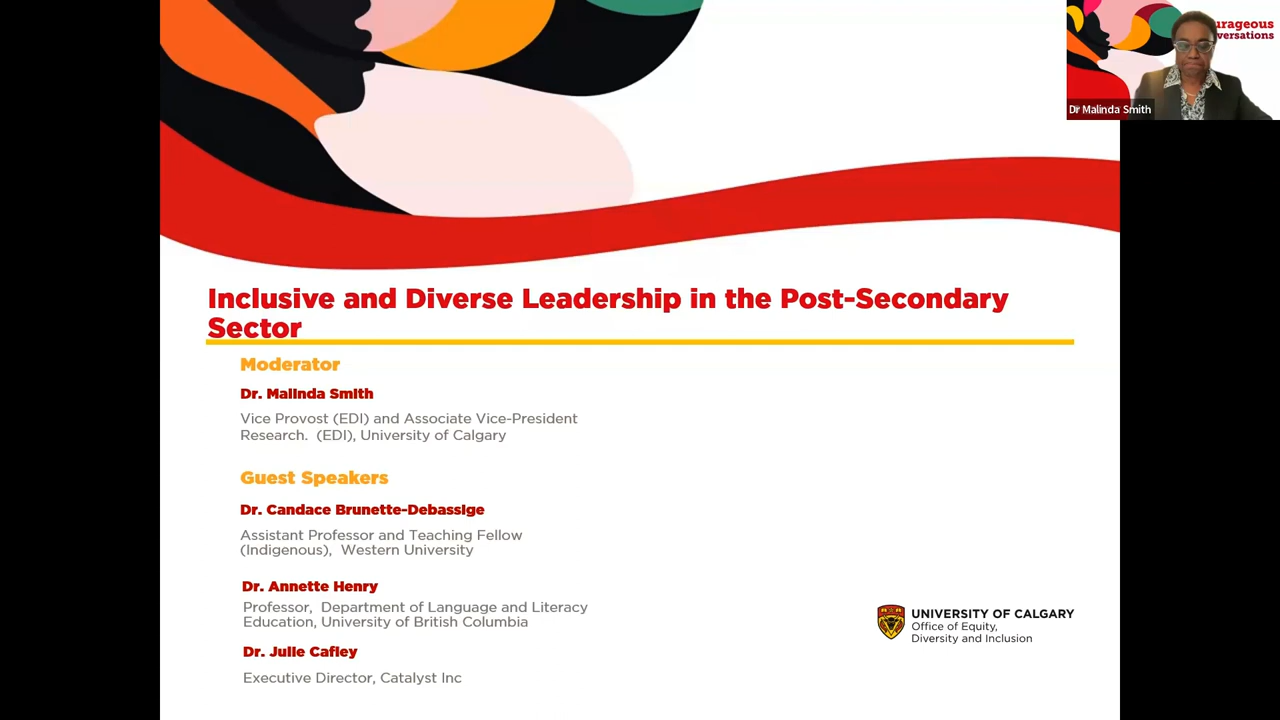 urageous
versations
Dr Malinda Smith
Inclusive and Diverse Leadership in the Post-Secondary
Sector
Moderator
Dr. Malinda Smith
Vice Provost (EDI) and Associate Vice-President
Research.  (EDI), University of Calgary
Guest Speakers
Dr. Candace Brunette-Debassige
Assistant Professor and Teaching Fellow
(Indigenous),  Western University
Dr. Annette Henry
Professor,  Department of Language and Literacy
Education, University of British Columbia
Dr. Julie Cafley
Executive Director, Catalyst Inc
UNIVERSITY OF CALGARY
Office of Equity,
Diversity and Inclusion